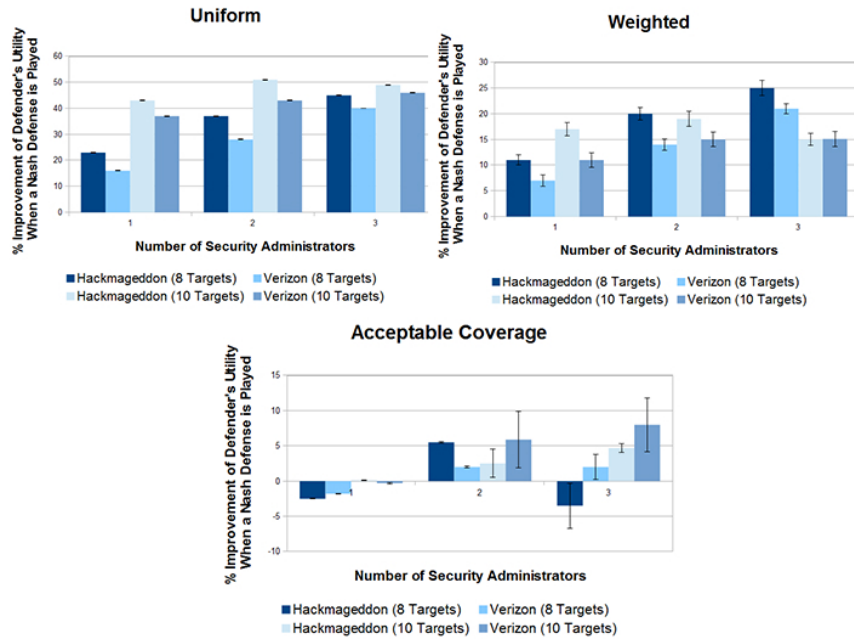 Uniform
% Improvement of Defender's Utility
When a Nash Defense is Played
60
50
40
30
20
10
0
1
2
3
Number of Security Administrators
Hackmageddon (8 Targets)
Verizon (8 Targets)
Hackmageddon (10 Targets)
Verizon (10 Targets)
Weighted
% Improvement of Defender's Utility
When a Nash Defense is Played
30
25
20
15
10
5
0
1
2
3
Number of Security Administrators
Hackmageddon (8 Targets)
Verizon (8 Targets)
Hackmageddon (10 Targets)
Verizon (10 Targets)
Acceptable Coverage
% Improvement of Defender's Utility
When a Nash Defense is Played
15
10
5
0
-5
-10
1
2
3
Number of Security Administrators
Hackmageddon (8 Targets)
Verizon (8 Targets)
Hackmageddon (10 Targets)
Verizon (10 Targets)